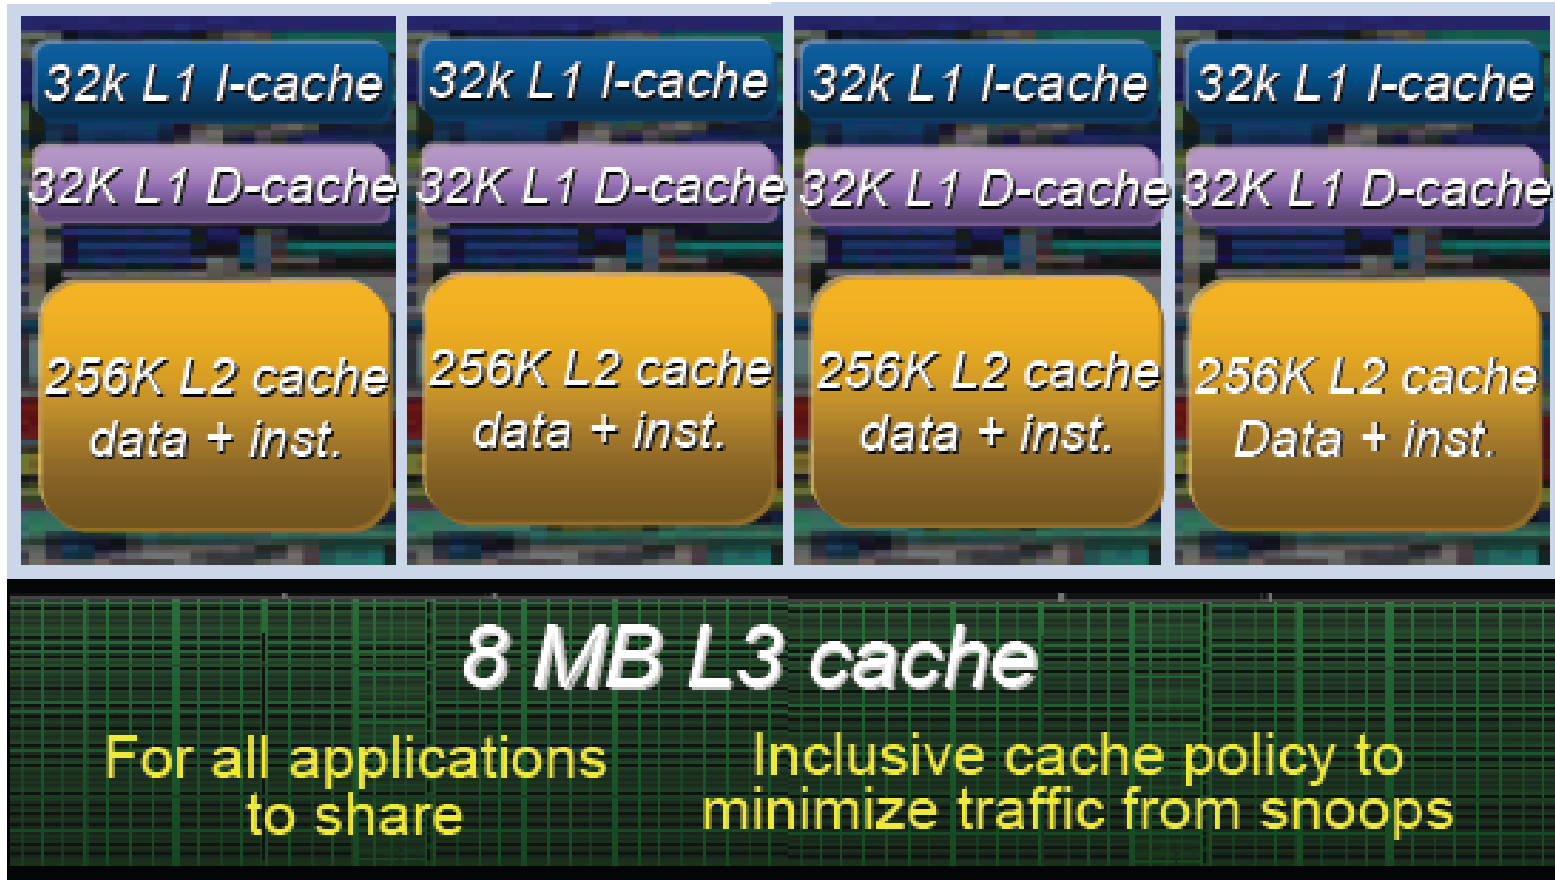 32k L1 I-cache
32K L1 D-cache
256K L2 cache
data + inst.
32k L1 I-cache
32K L1 D-cache
256K L2 cache
data + inst.
32k L1 I-cache
32K L1 D-cache
256K L2 cache
data + inst.
32k L1 I-cache
32K L1 D-cache
256K L2 cache
Data + inst.
8 MB L3 cache
For all applications
to share
Inclusive cache policy to
minimize traffic from snoops